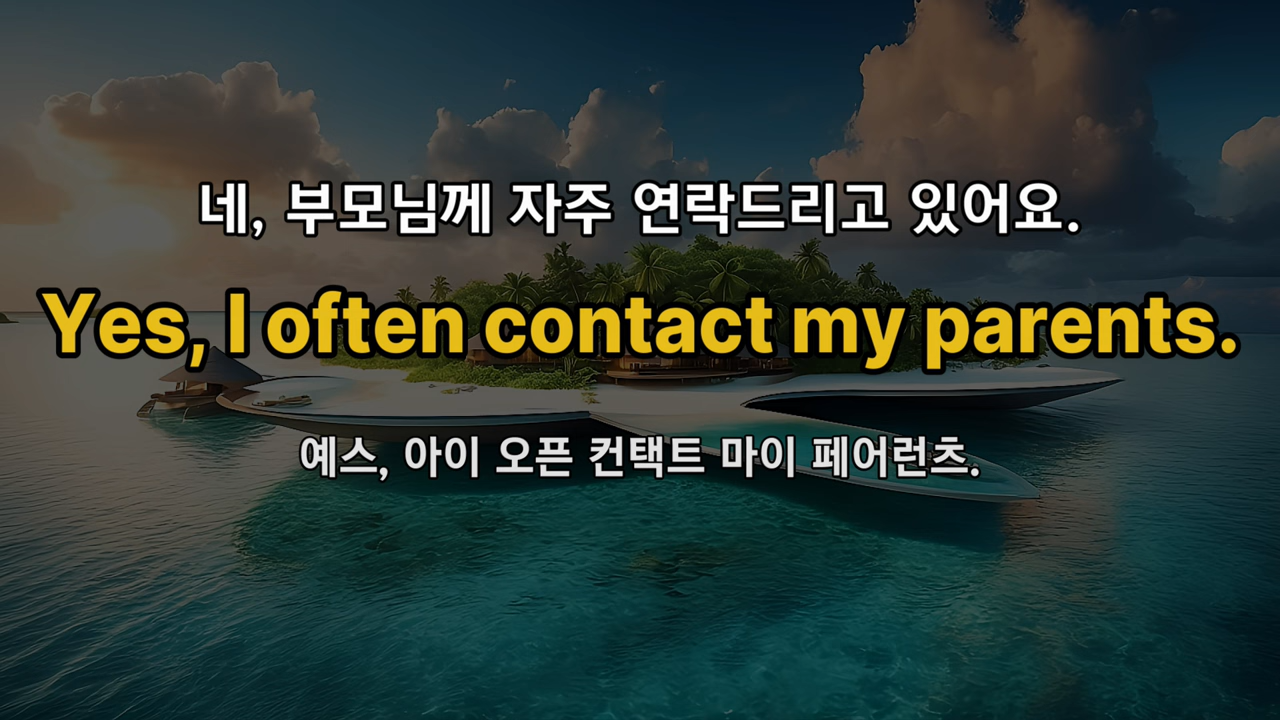 네, 부모님께 자주 연락드리고 있어요.
Yes, I often contact my parents.
예스, 아이 오픈 컨택트 마이 페어런츠.